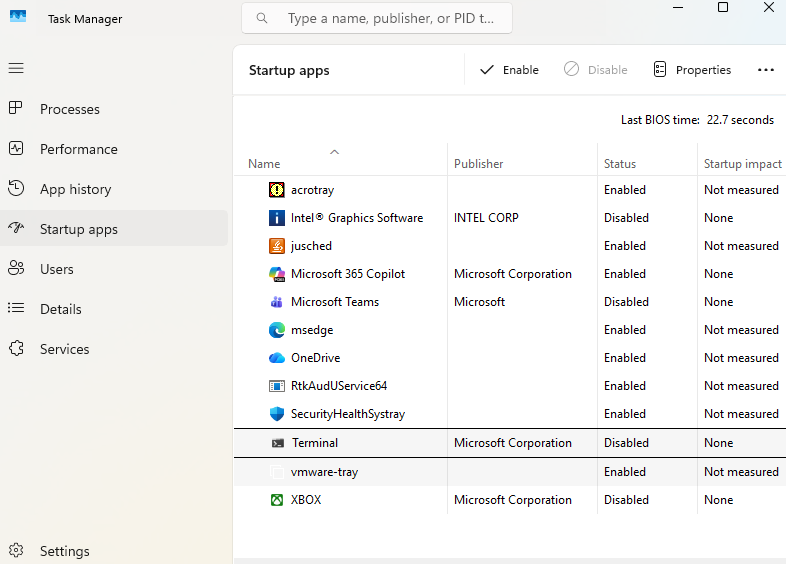 Task Manager
Type a name, publisher, or PID t...
Startup apps
Enable
Disable
Properties
...
Processes
Performance
App history
Startup apps
Users
Details
Services
Settings
Last BIOS time: 22.7 seconds
Name Publisher Status Startup impact
acrotray Enabled Not measured
Intel® Graphics Software INTEL CORP Disabled None
jusched Enabled Not measured
Microsoft 365 Copilot Microsoft Corporation Enabled None
Microsoft Teams Microsoft Disabled None
msedge Enabled Not measured
OneDrive Enabled Not measured
RtkAudUService64 Enabled Not measured
SecurityHealthSystray Enabled Not measured
Terminal Microsoft Corporation Disabled None
vmware-tray Enabled Not measured
XBOX Microsoft Corporation Disabled None